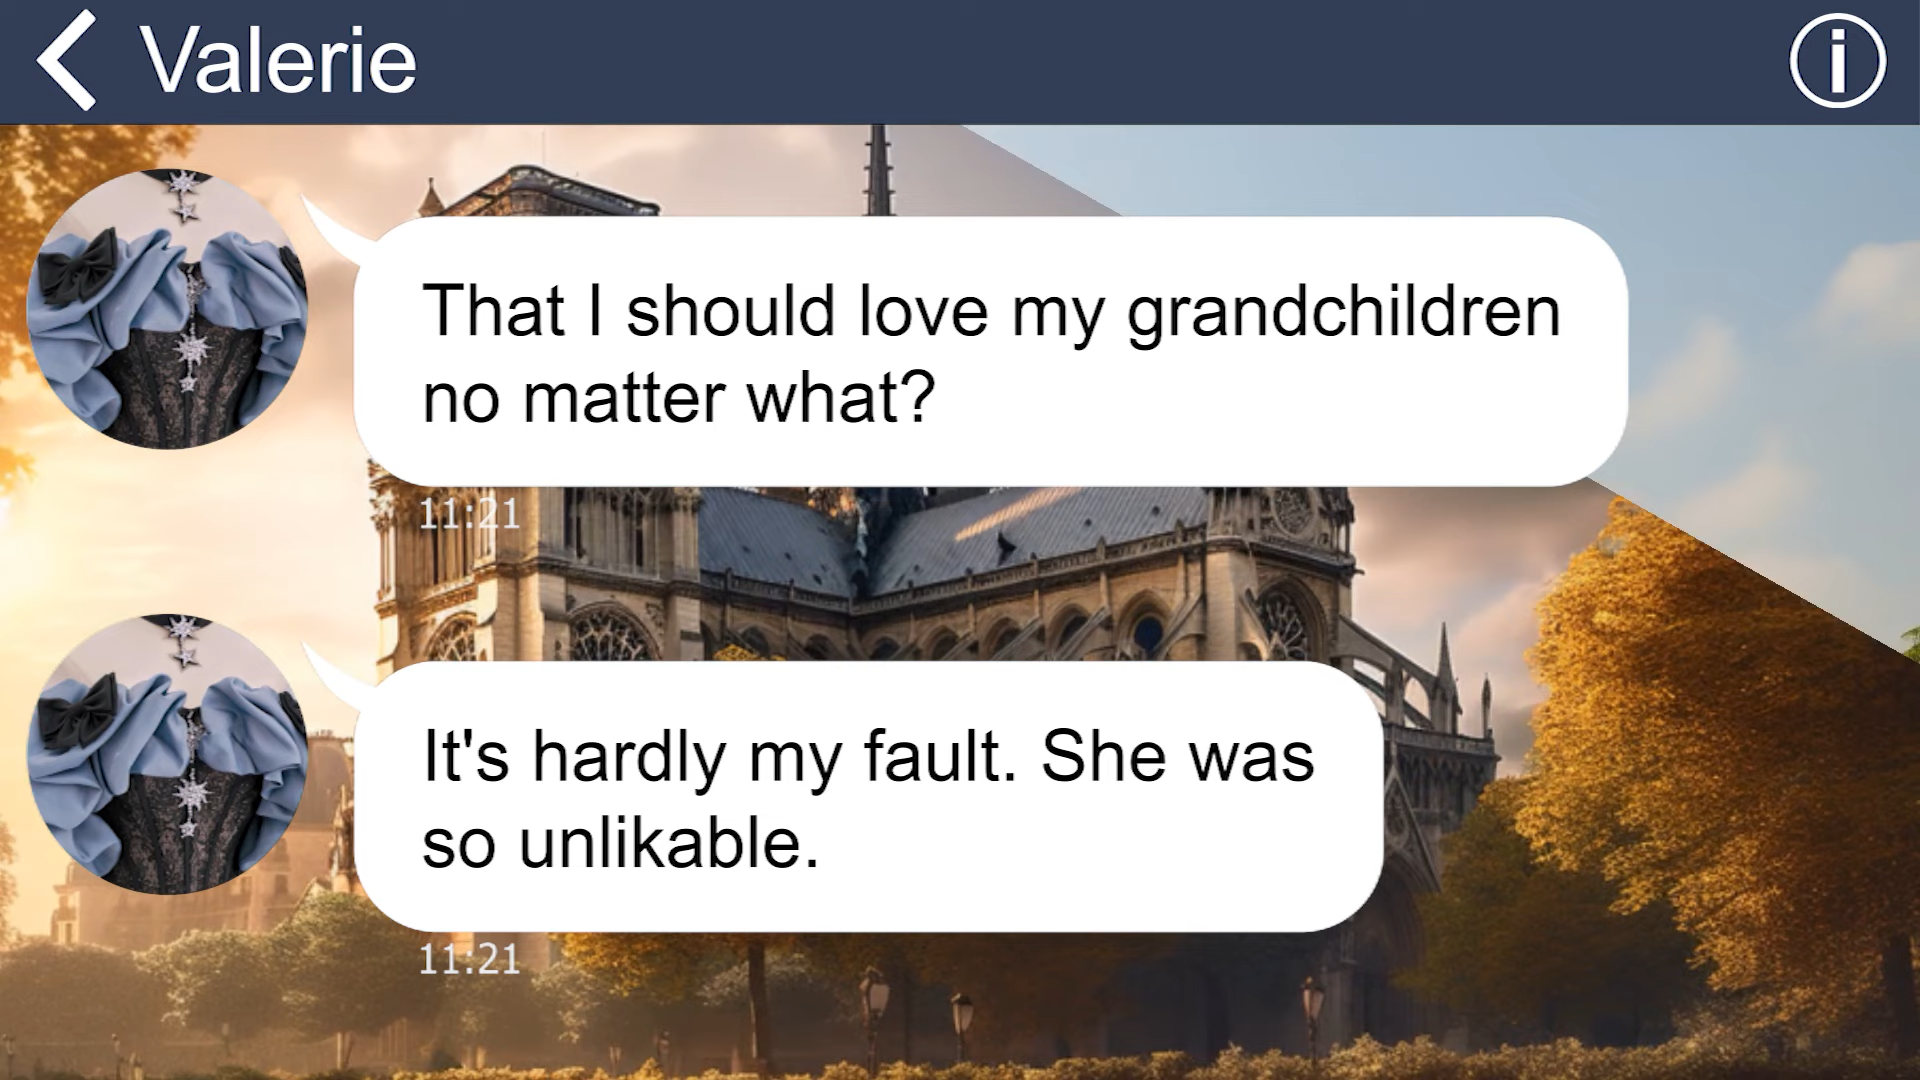 Valerie
That I should love my grandchildren
no matter what?
11:21
It's hardly my fault. She was
so unlikable.
11:21